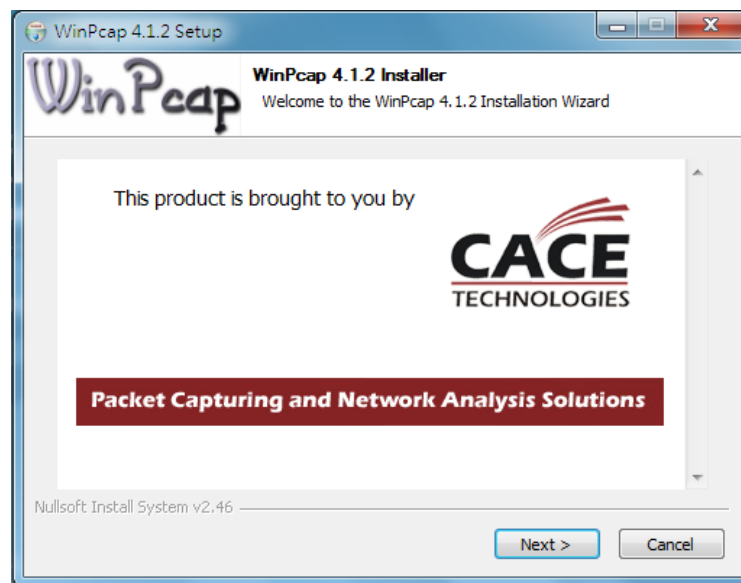 WinPcap 4.1.2 Setup
WinPcap
WinPcap 4.1.2 Installer
Welcome to the WinPcap 4.1.2 Installation Wizard
This product is brought to you by
CACE
TECHNOLOGIES
Packet Capturing and Network Analysis Solutions
Nullsoft Install System v2.46
Next >
Cancel